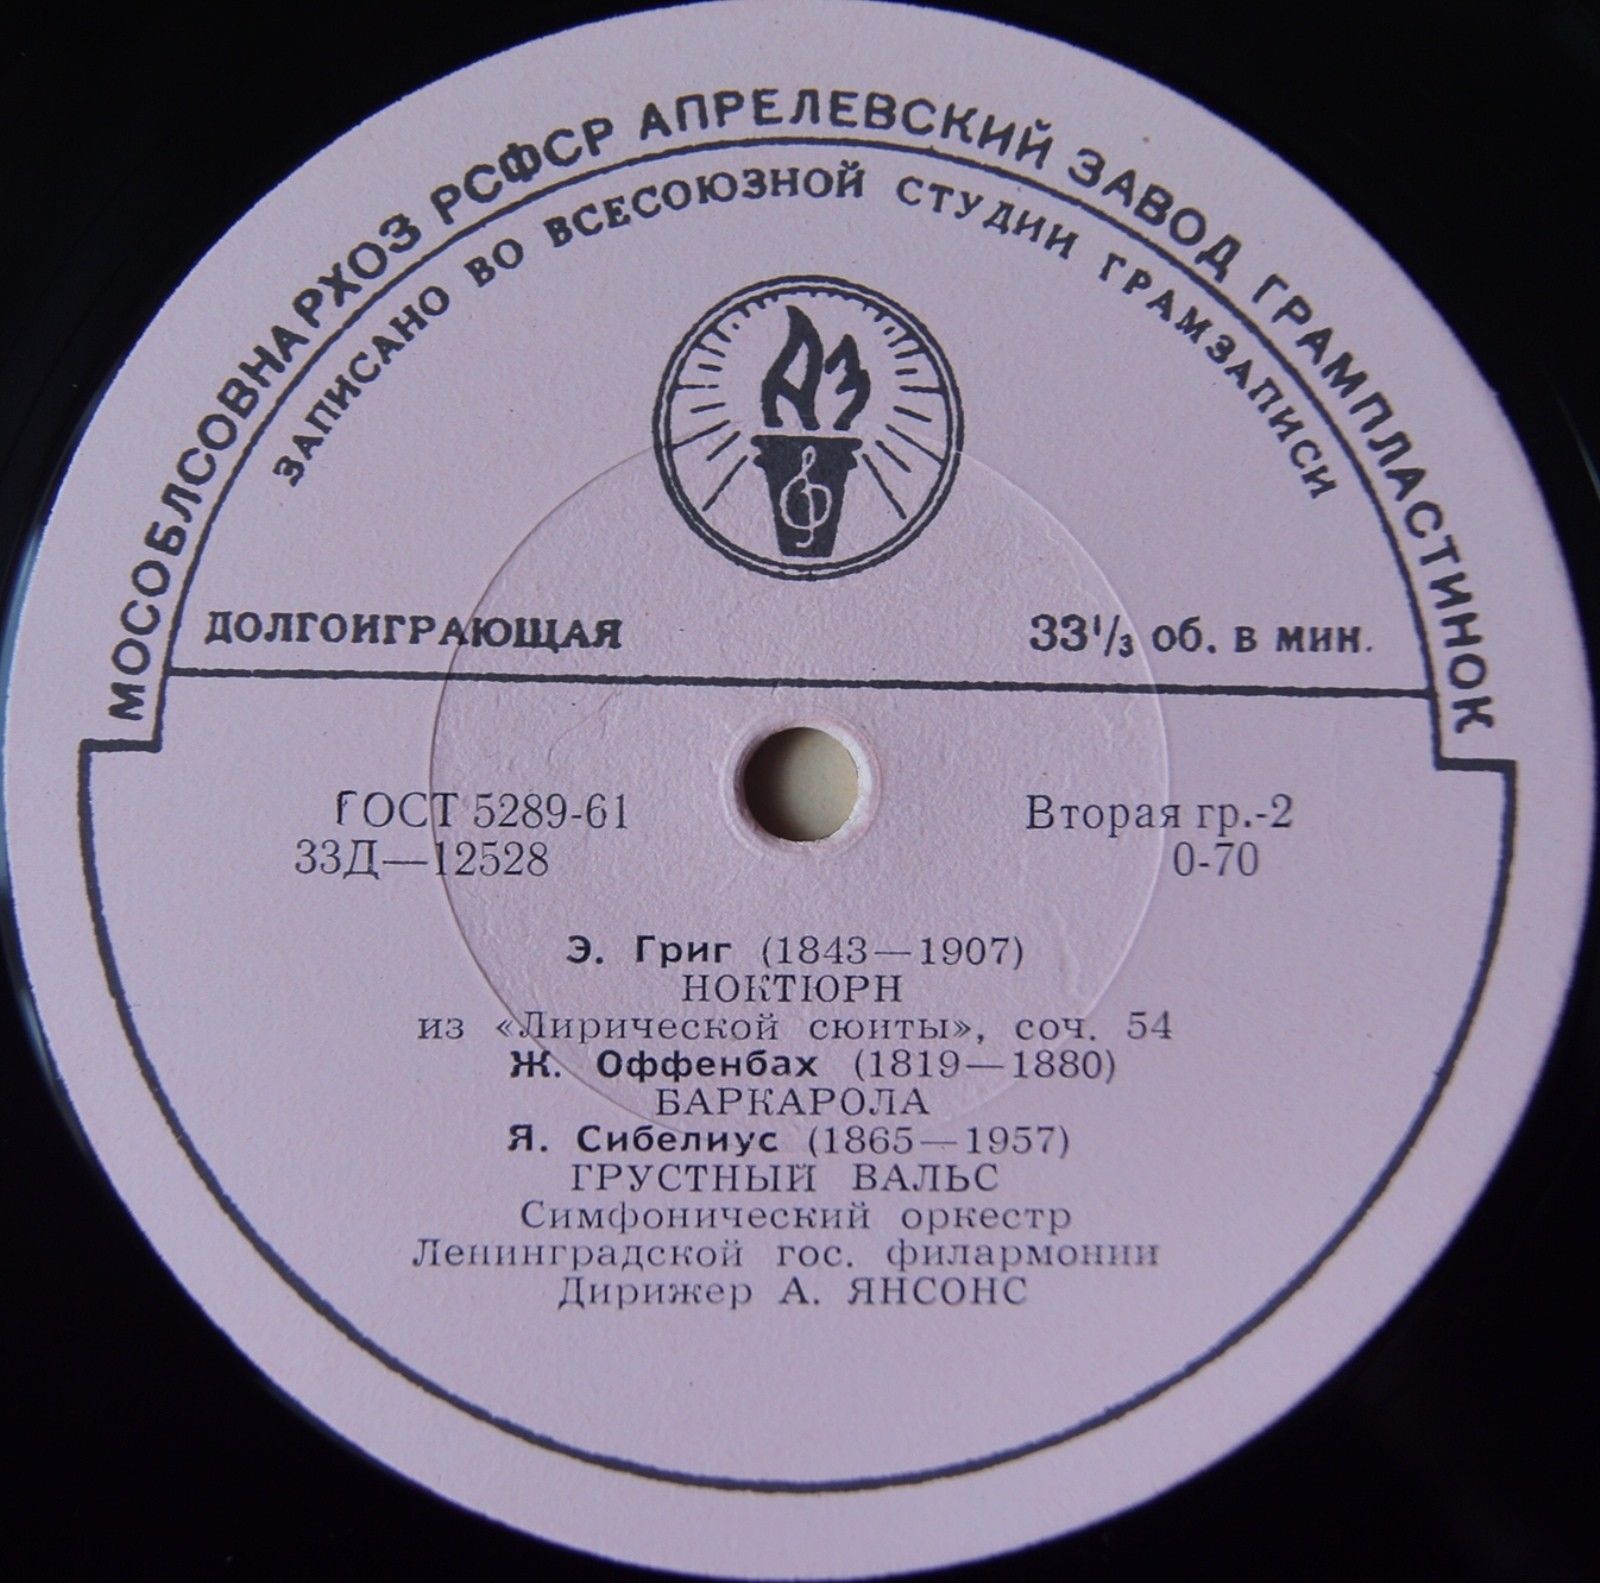 МОСОБЛСОВНАРХОЗ РСФСР АПРЕЛЕВСКИЙ ЗАВОД ГРАМПЛАСТИНОК
ЗАПИСАНО ВО ВСЕСОЮЗНОЙ СТУДИИ ГРАМЗАПИСИ
АЗ
ДОЛГОИГРАЮЩАЯ 33 1/3 об. в мин.
ГОСТ 5289-61 Вторая гр.-2
33Д—12528 0-70
Э. Григ (1843—1907)
НОКТЮРН
из «Лирической сюиты», соч. 54
Ж. Оффенбах (1819—1880)
БАРКАРОЛА
Я. Сибелиус (1865—1957)
ГРУСТНЫЙ ВАЛЬС
Симфонический оркестр
Ленинградской гос. филармонии
Дирижер А. ЯНСОНС